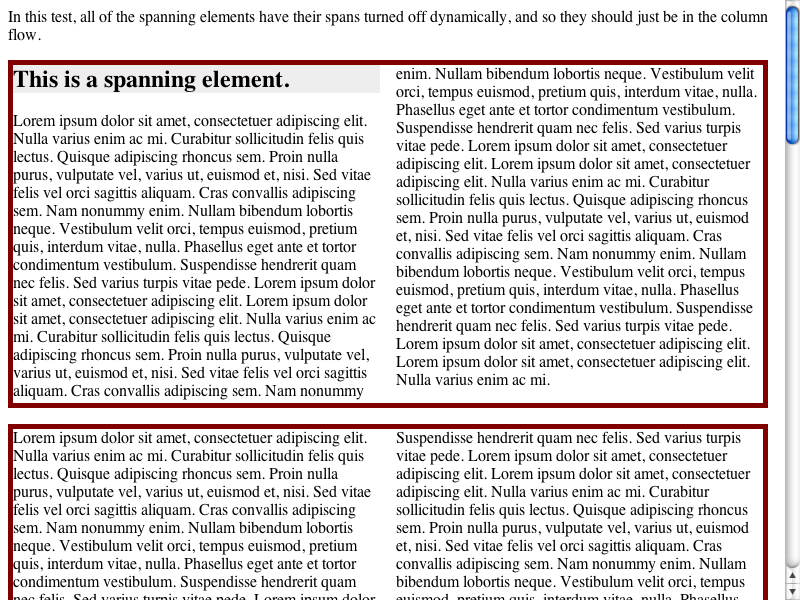 In this test, all of the spanning elements have their spans turned off dynamically, and so they should just be in the column
flow.
This is a spanning element.
Lorem ipsum dolor sit amet, consectetuer adipiscing elit.
Nulla varius enim ac mi. Curabitur sollicitudin felis quis
lectus. Quisque adipiscing rhoncus sem. Proin nulla
purus, vulputate vel, varius ut, euismod et, nisi. Sed vitae
felis vel orci sagittis aliquam. Cras convallis adipiscing
sem. Nam nonummy enim. Nullam bibendum lobortis
neque. Vestibulum velit orci, tempus euismod, pretium
quis, interdum vitae, nulla. Phasellus eget ante et tortor
condimentum vestibulum. Suspendisse hendrerit quam
nec felis. Sed varius turpis vitae pede. Lorem ipsum dolor
sit amet, consectetuer adipiscing elit. Lorem ipsum dolor
sit amet, consectetuer adipiscing elit. Nulla varius enim ac
mi. Curabitur sollicitudin felis quis lectus. Quisque
adipiscing rhoncus sem. Proin nulla purus, vulputate vel,
varius ut, euismod et, nisi. Sed vitae felis vel orci sagittis
aliquam. Cras convallis adipiscing sem. Nam nonummy
enim. Nullam bibendum lobortis neque. Vestibulum velit
orci, tempus euismod, pretium quis, interdum vitae, nulla.
Phasellus eget ante et tortor condimentum vestibulum.
Suspendisse hendrerit quam nec felis. Sed varius turpis
vitae pede. Lorem ipsum dolor sit amet, consectetuer
adipiscing elit. Lorem ipsum dolor sit amet, consectetuer
adipiscing elit. Nulla varius enim ac mi. Curabitur
sollicitudin felis quis lectus. Quisque adipiscing rhoncus
sem. Proin nulla purus, vulputate vel, varius ut, euismod
et, nisi. Sed vitae felis vel orci sagittis aliquam. Cras
convallis adipiscing sem. Nam nonummy enim. Nullam
bibendum lobortis neque. Vestibulum velit orci, tempus
euismod, pretium quis, interdum vitae, nulla. Phasellus
eget ante et tortor condimentum vestibulum. Suspendisse
hendrerit quam nec felis. Sed varius turpis vitae pede.
Lorem ipsum dolor sit amet, consectetuer adipiscing elit.
Lorem ipsum dolor sit amet, consectetuer adipiscing elit.
Nulla varius enim ac mi.
Lorem ipsum dolor sit amet, consectetuer adipiscing elit.
Nulla varius enim ac mi. Curabitur sollicitudin felis quis
lectus. Quisque adipiscing rhoncus sem. Proin nulla
purus, vulputate vel, varius ut, euismod et, nisi. Sed vitae
felis vel orci sagittis aliquam. Cras convallis adipiscing
sem. Nam nonummy enim. Nullam bibendum lobortis
neque. Vestibulum velit orci, tempus euismod, pretium
quis, interdum vitae, nulla. Phasellus eget ante et tortor
condimentum vestibulum. Suspendisse hendrerit quam
nec felis. Sed varius turpis vitae pede. Lorem ipsum dolor
Suspendisse hendrerit quam nec felis. Sed varius turpis
vitae pede. Lorem ipsum dolor sit amet, consectetuer
adipiscing elit. Lorem ipsum dolor sit amet, consectetuer
adipiscing elit. Nulla varius enim ac mi. Curabitur
sollicitudin felis quis lectus. Quisque adipiscing rhoncus
sem. Proin nulla purus, vulputate vel, varius ut, euismod
et, nisi. Sed vitae felis vel orci sagittis aliquam. Cras
convallis adipiscing sem. Nam nonummy enim. Nullam
bibendum lobortis neque. Vestibulum velit orci, tempus
euismod, pretium quis, interdum vitae, nulla. Phasellus